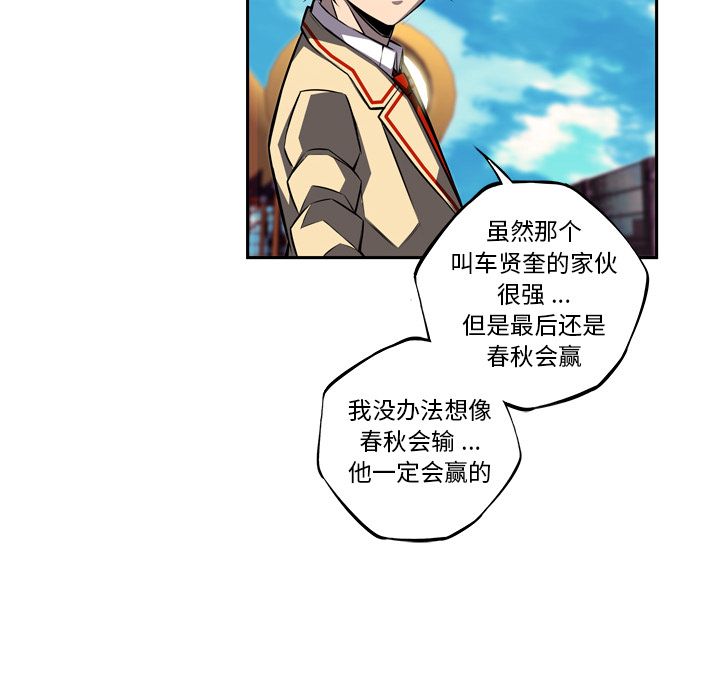 虽然那个
叫车贤奎的家伙
很强 ...
但是最后还是
春秋会赢
我没办法想像
春秋会输 ...
他一定会赢的